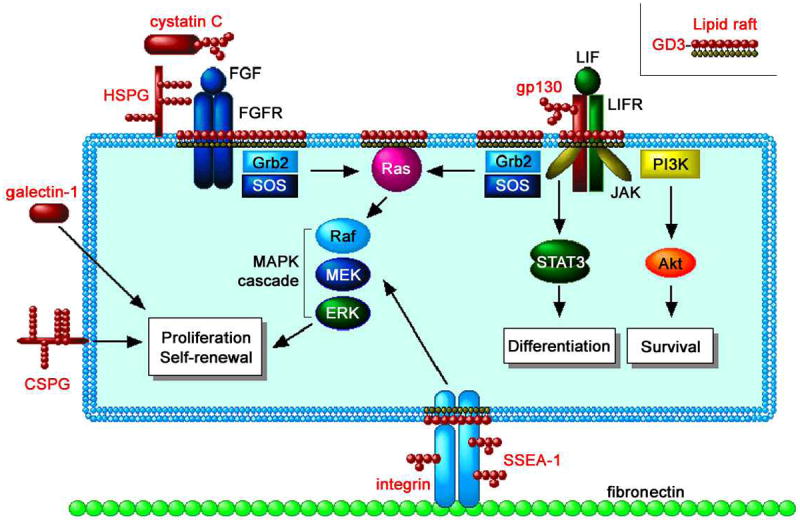 cystatin C
Lipid raft
GD3-
FGF
LIF
HSPG
gp130
FGFR
LIFR
Grb2
SOS
Ras
Grb2
SOS
JAK
PI3K
galectin-1
Raf
MAPK
cascade
MEK
ERK
STAT3
Akt
Proliferation
Self-renewal
Differentiation
Survival
CSPG
SSEA-1
integrin
fibronectin